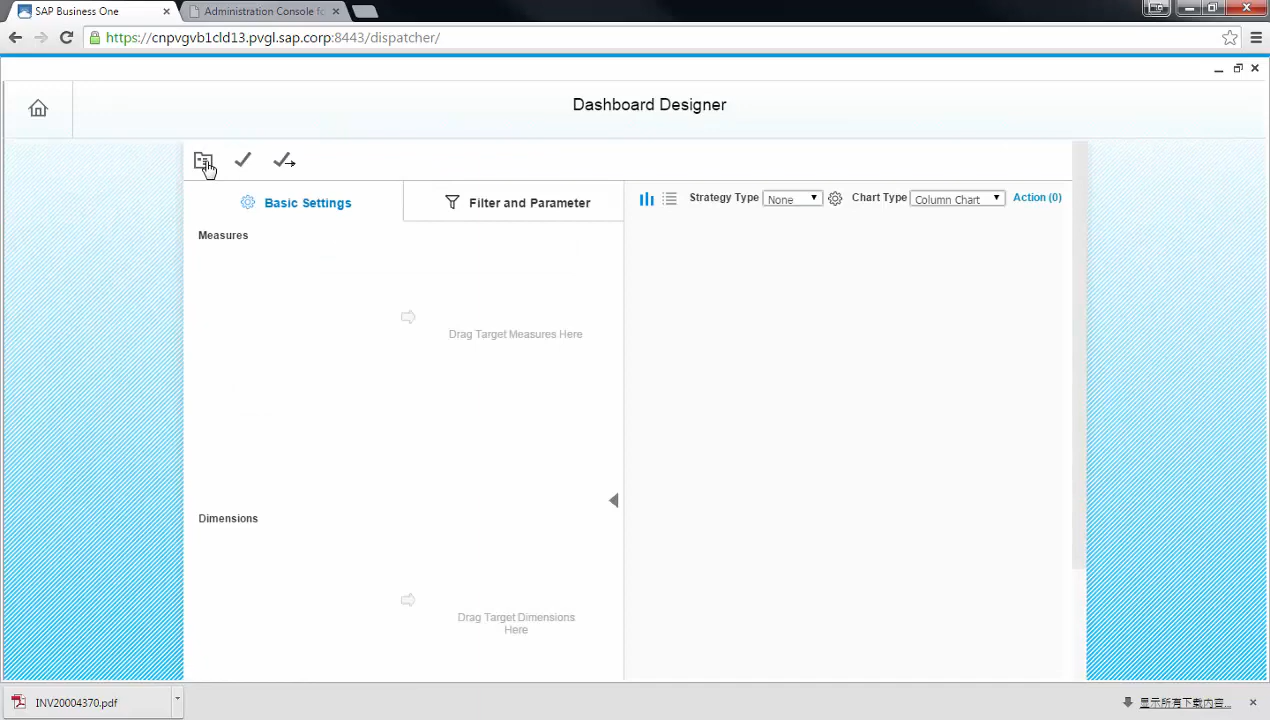 SAP Business One
Administration Console fo
https://cnpvgvb1cld13.pvgl.sap.corp:8443/dispatcher/
Dashboard Designer
Basic Settings
Filter and Parameter
Strategy Type
None
Chart Type
Column Chart
Action (0)
Measures
Drag Target Measures Here
Dimensions
Drag Target Dimensions
Here
INV20004370.pdf
显示所有下载内容...